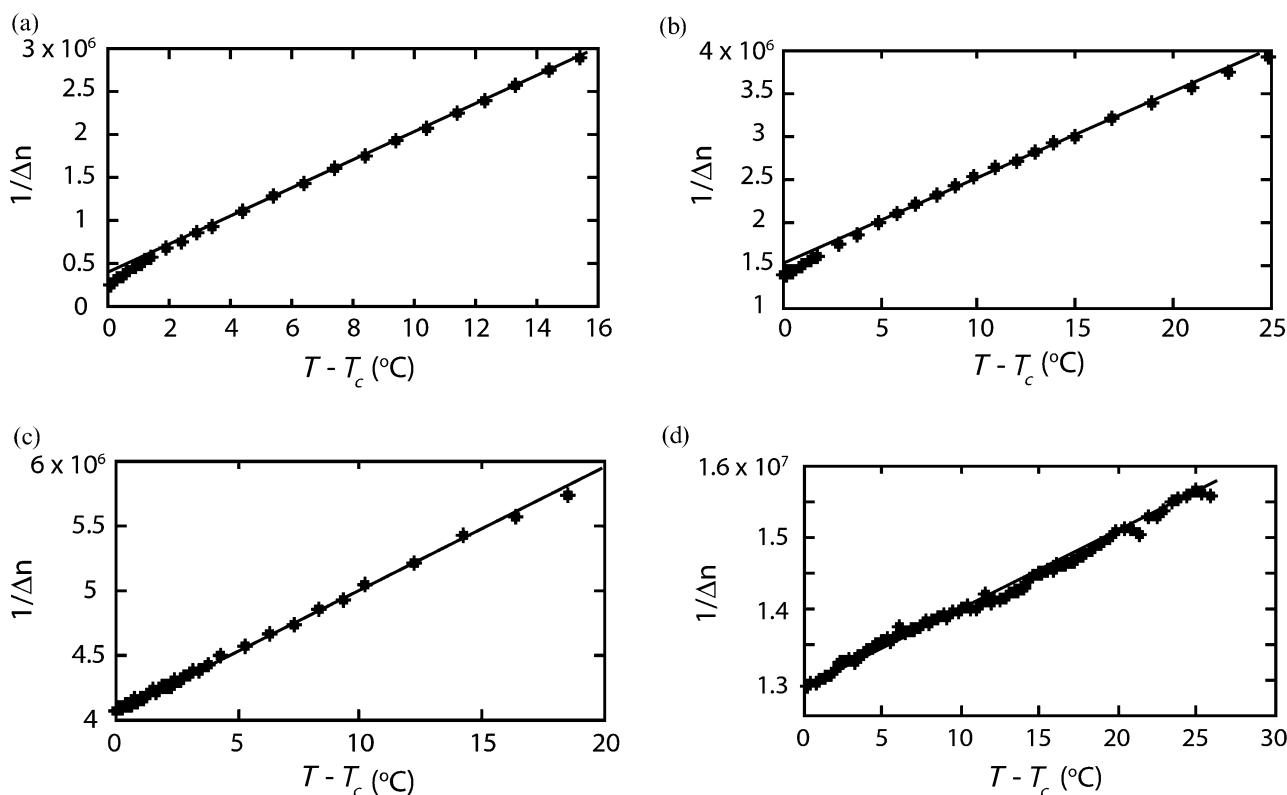 (a)
3 x 10⁶
2.5
2
1.5
1
0.5
0
1/Δn
0 2 4 6 8 10 12 14 16
T - Tc (°C)
(b)
4 x 10⁶
3.5
3
2.5
2
1.5
1
1/Δn
0 5 10 15 20 25
T - Tc (°C)
(c)
6 x 10⁶
5.5
5
4.5
4
1/Δn
0 5 10 15 20
T - Tc (°C)
(d)
1.6 x 10⁷
1.5
1.4
1.3
1/Δn
0 5 10 15 20 25 30
T - Tc (°C)